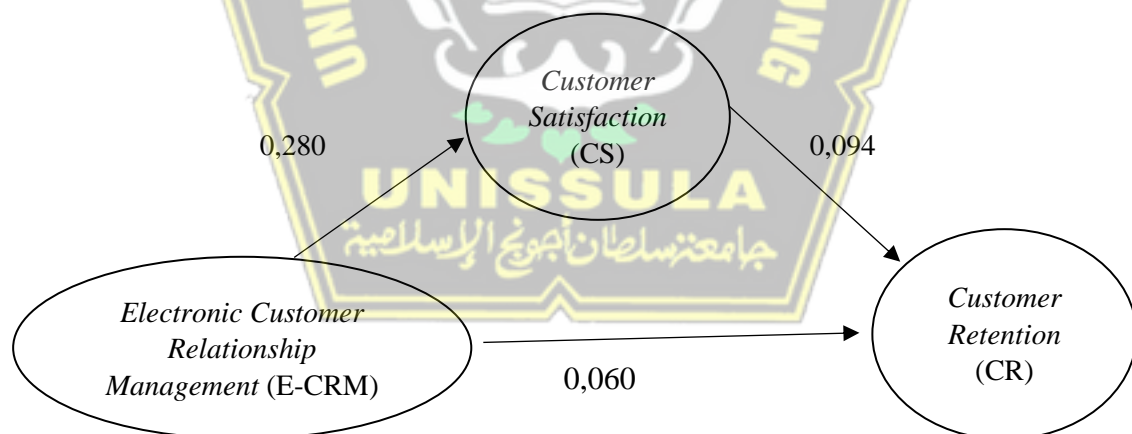 Customer
Satisfaction
(CS)
0,280
0,094
UNISSULA
جامعة سلطان أجونج الإسلامية
Electronic Customer
Relationship
Management (E-CRM)
Customer
Retention
(CR)
0,060